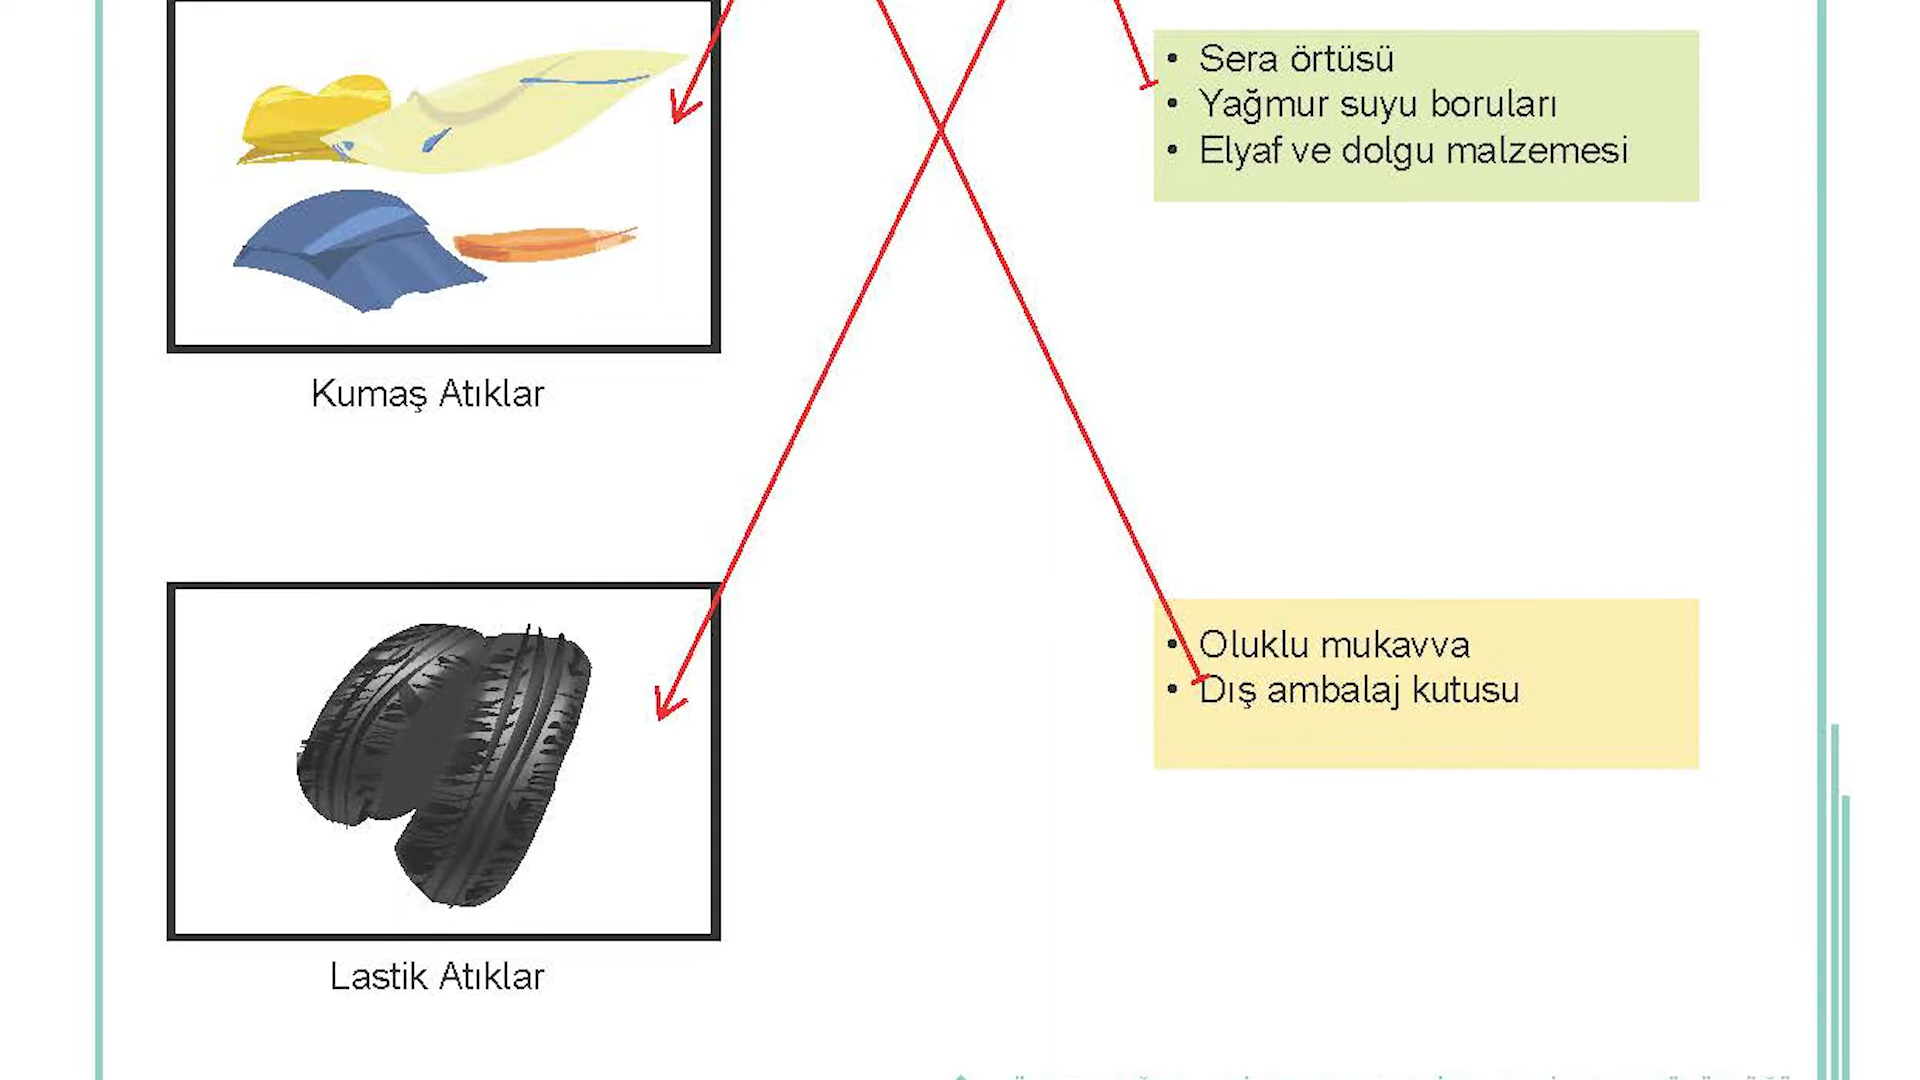 • Sera örtüsü
• Yağmur suyu boruları
• Elyaf ve dolgu malzemesi
Kumaş Atıklar
• Oluklu mukavva
• Dış ambalaj kutusu
Lastik Atıklar